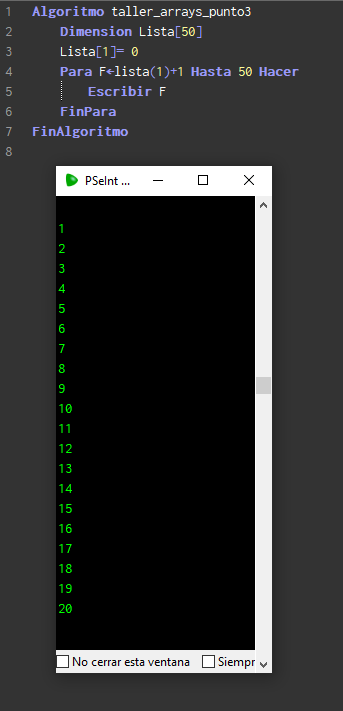 1 Algoritmo taller_arrays_punto3
2 Dimension Lista[50]
3 Lista[1]= 0
4 Para F←lista(1)+1 Hasta 50 Hacer
5 Escribir F
6 FinPara
7 FinAlgoritmo
8
PSeInt ...
1
2
3
4
5
6
7
8
9
10
11
12
13
14
15
16
17
18
19
20
No cerrar esta ventana Siempr